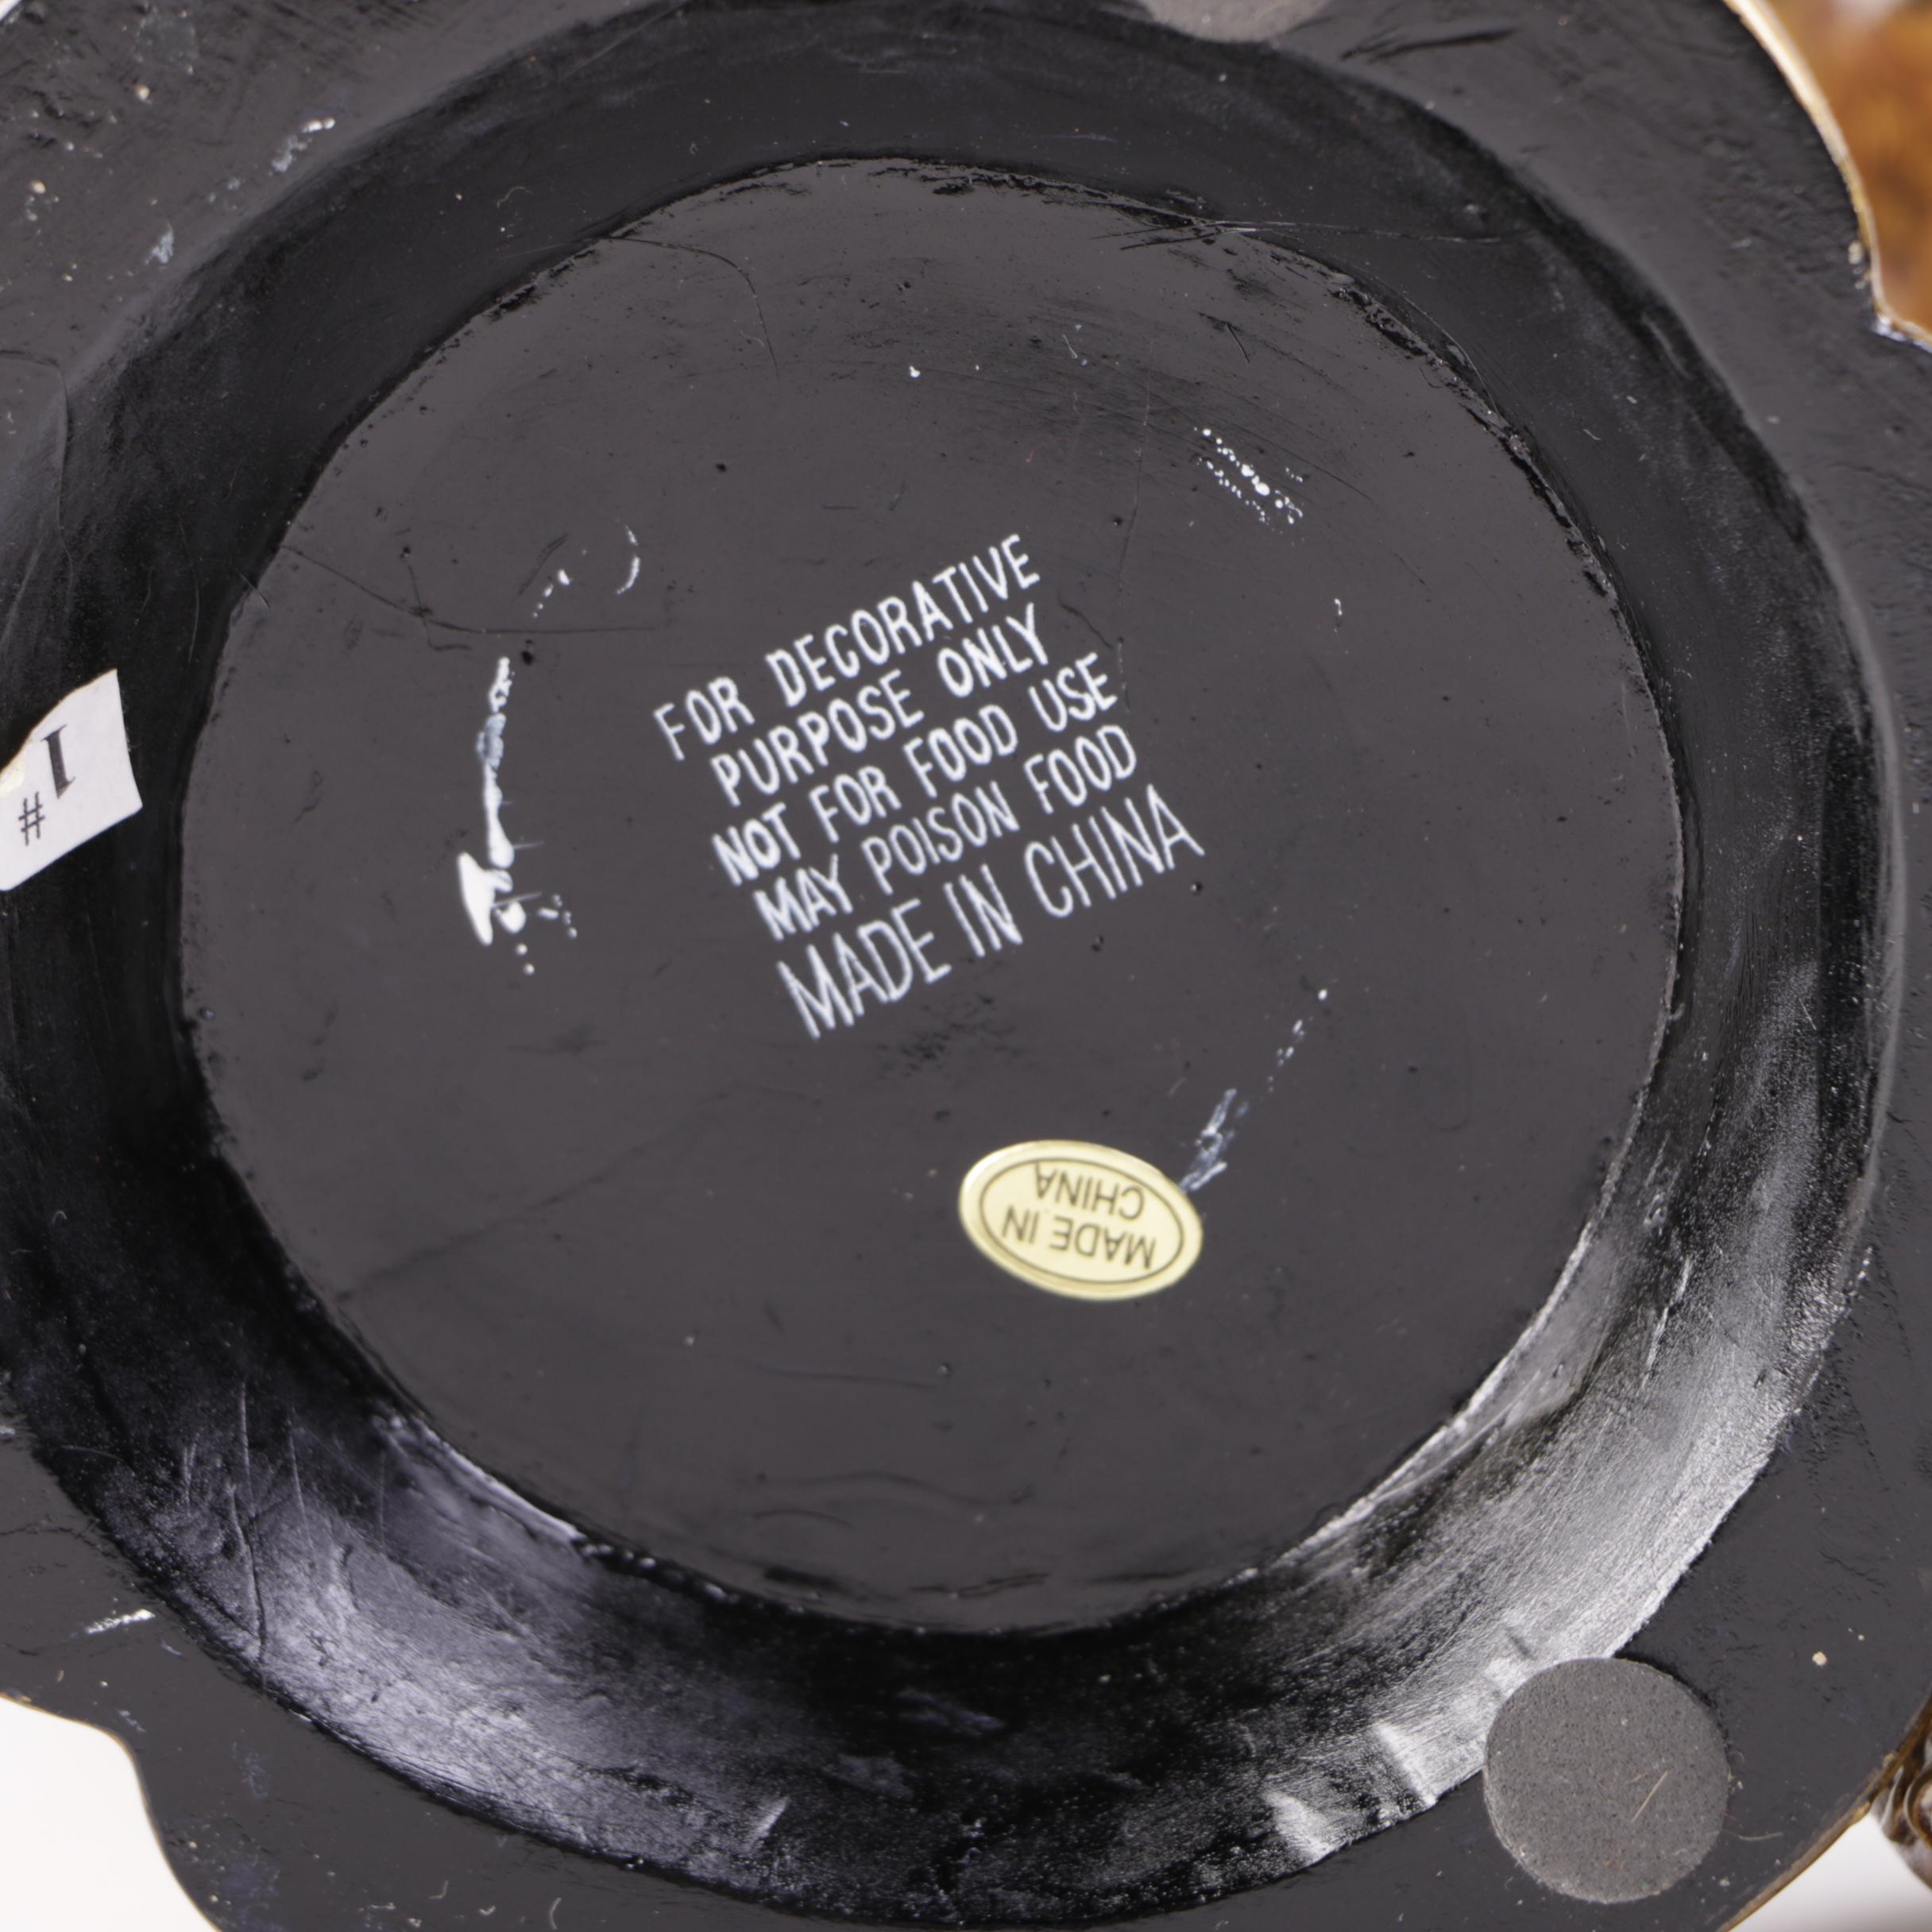 FOR DECORATIVE
PURPOSE ONLY
NOT FOR FOOD USE
MAY POISON FOOD
MADE IN CHINA
MADE IN
CHINA
#1